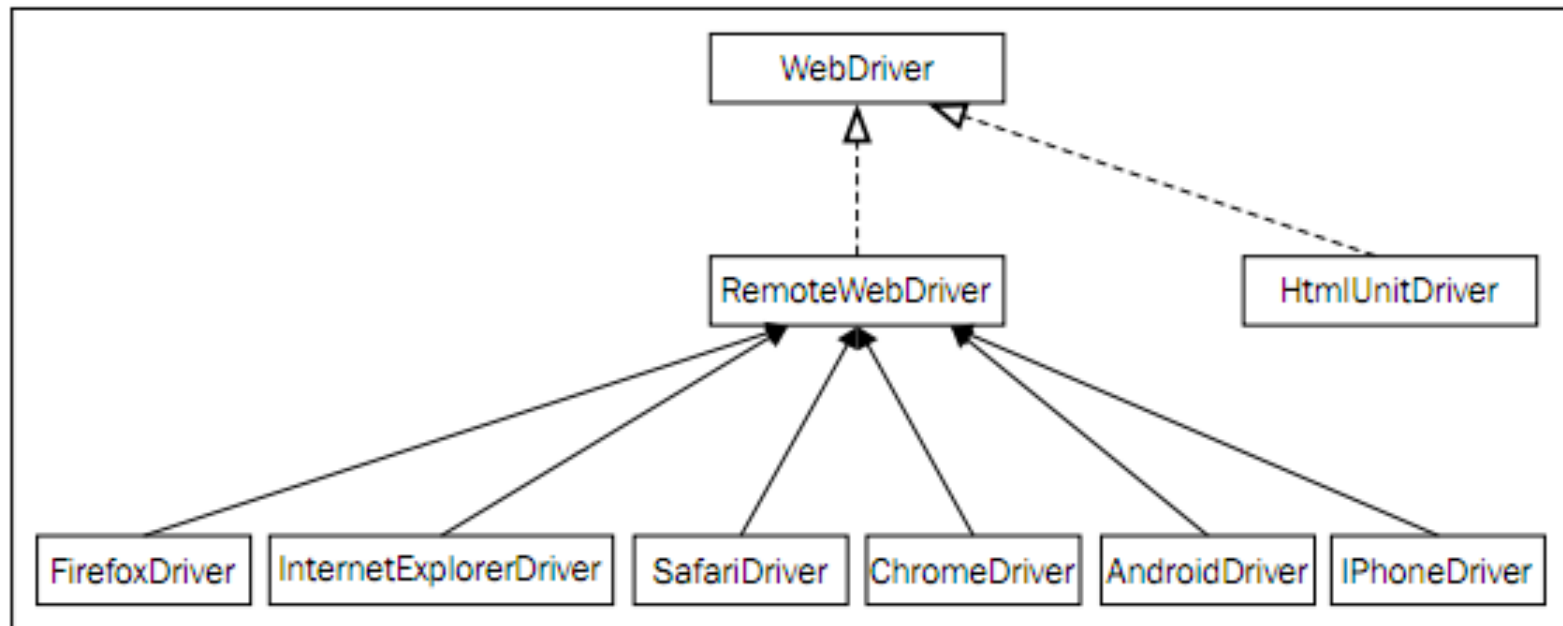 WebDriver
RemoteWebDriver
HtmlUnitDriver
FirefoxDriver
InternetExplorerDriver
SafariDriver
ChromeDriver
AndroidDriver
IPhoneDriver